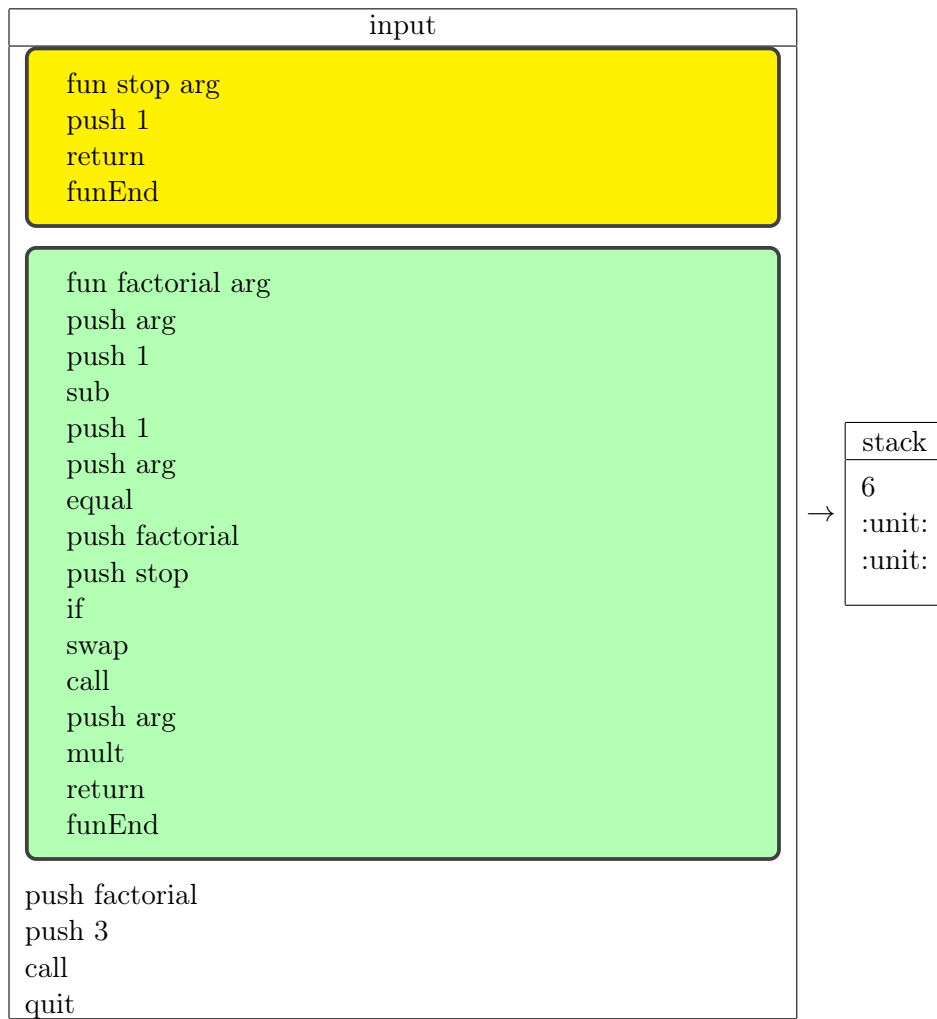 input
fun stop arg
push 1
return
funEnd
fun factorial arg
push arg
push 1
sub
push 1
push arg
equal
push factorial
push stop
if
swap
call
push arg
mult
return
funEnd
push factorial
push 3
call
quit
→
stack
6
:unit:
:unit: